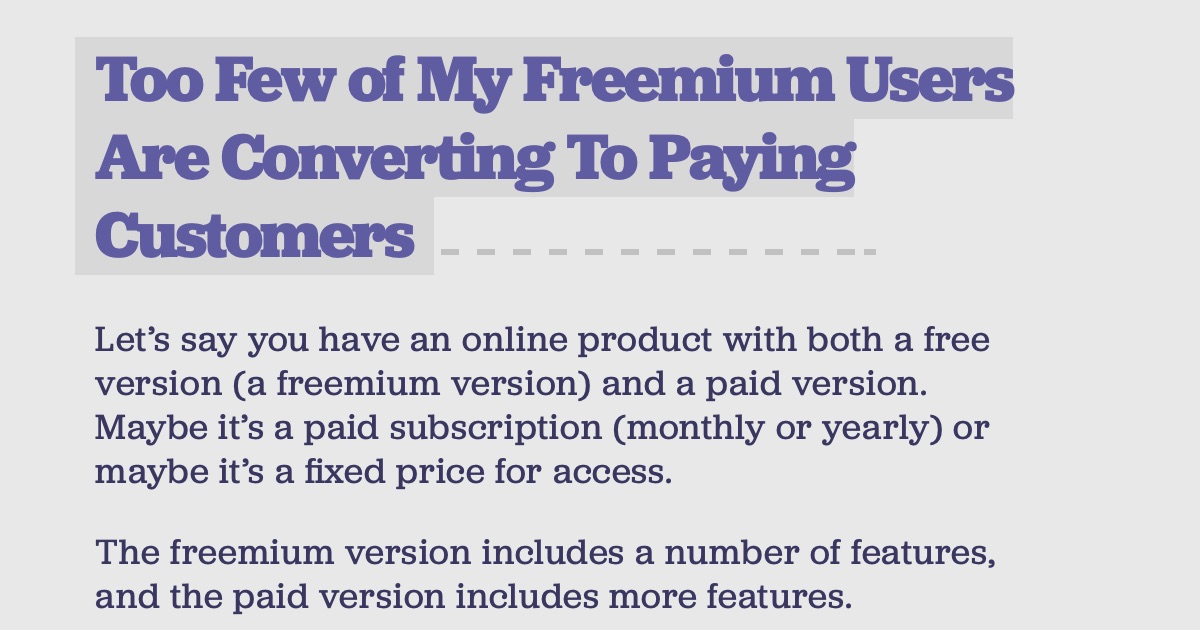 Too Few of My Freemium Users
Are Converting To Paying
Customers
Let’s say you have an online product with both a free
version (a freemium version) and a paid version.
Maybe it’s a paid subscription (monthly or yearly) or
maybe it’s a fixed price for access.
The freemium version includes a number of features,
and the paid version includes more features.